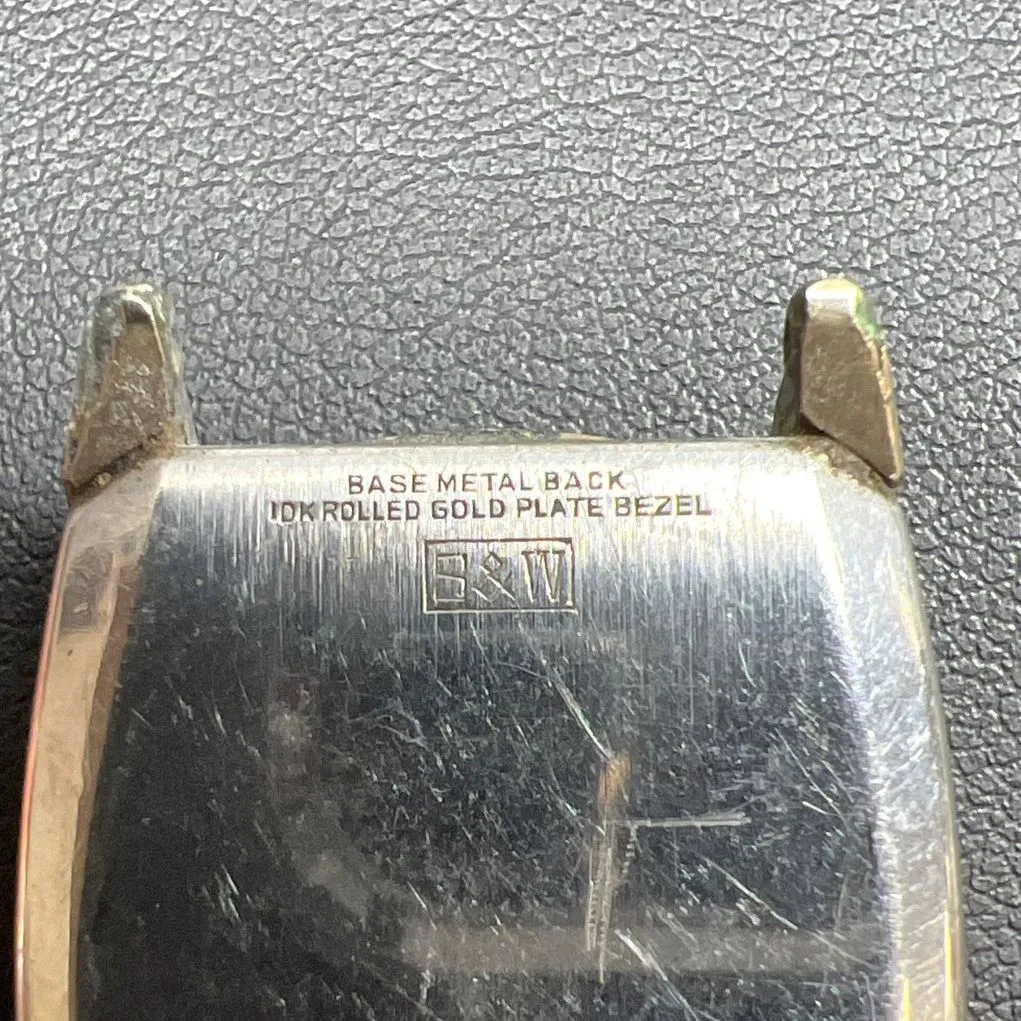 BASE METAL BACK
10K ROLLED GOLD PLATE BEZEL
B&W